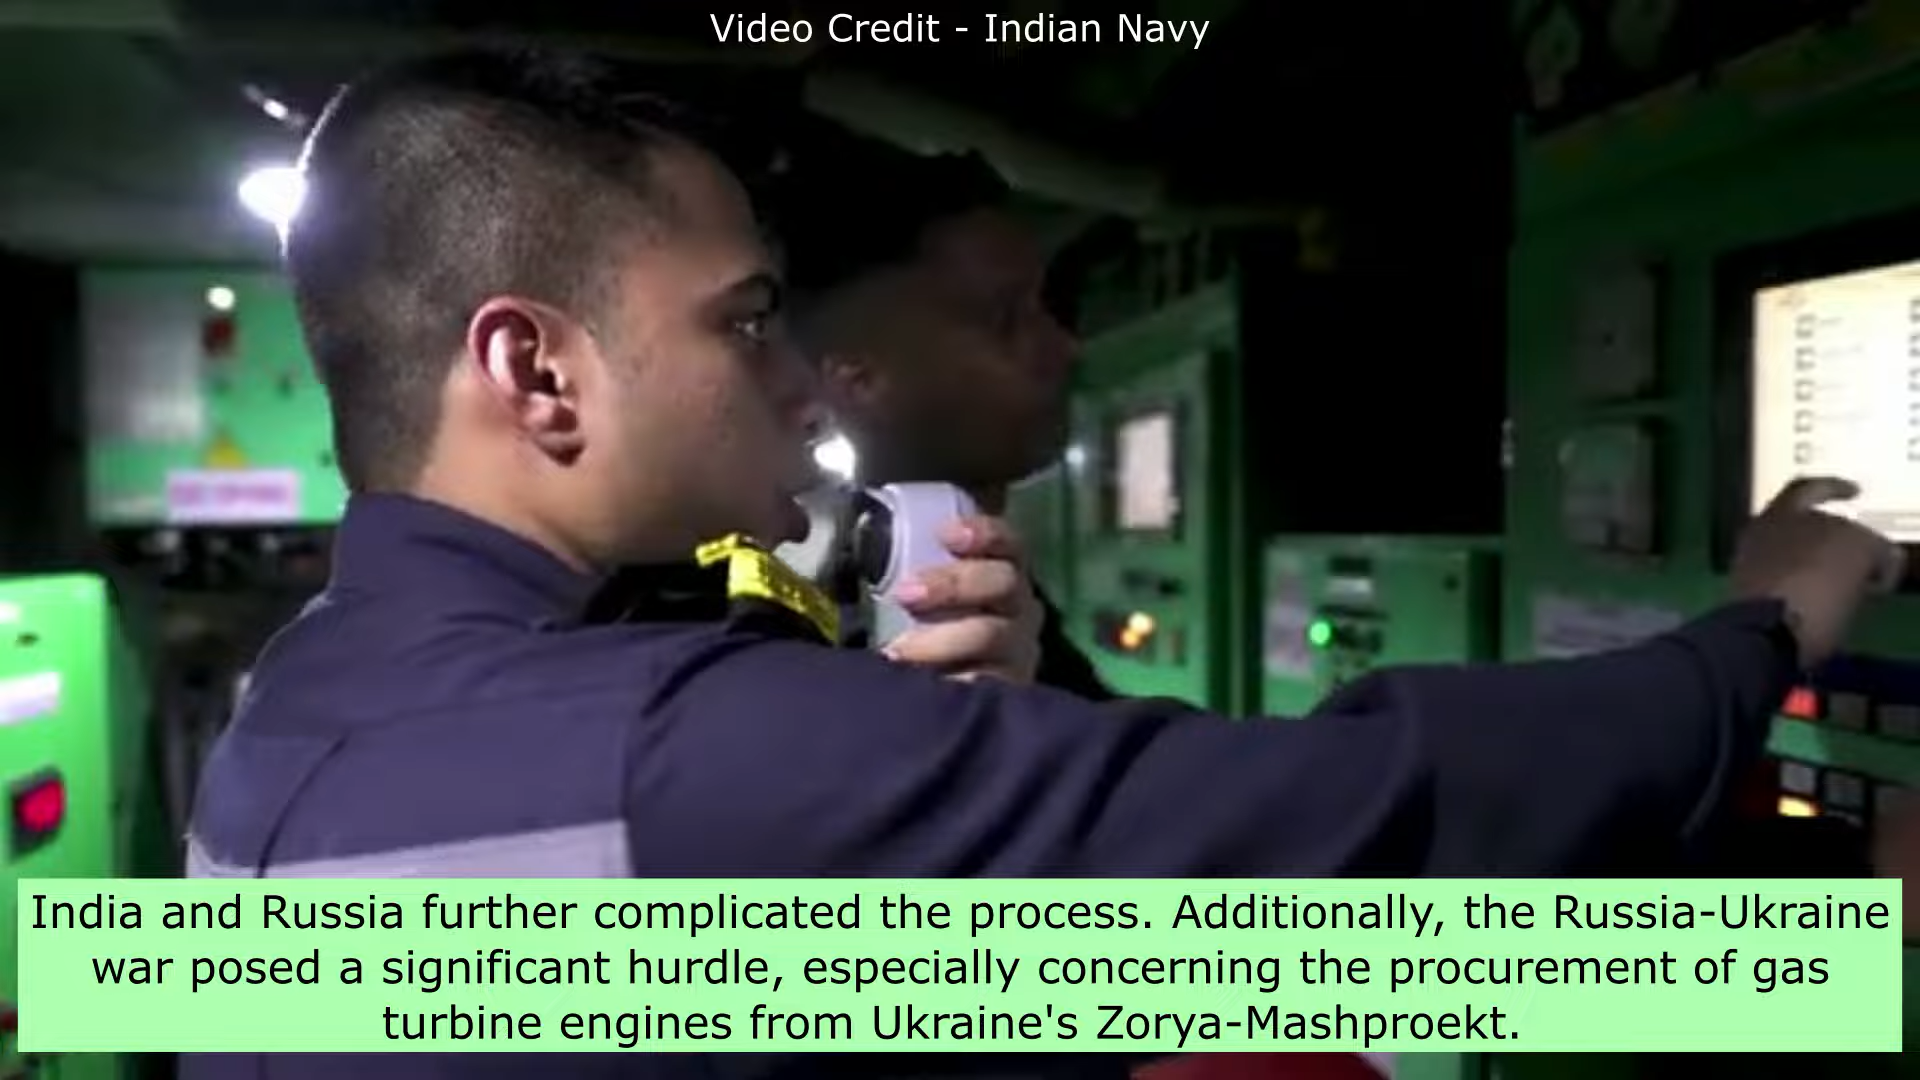 Video Credit - Indian Navy
India and Russia further complicated the process. Additionally, the Russia-Ukraine
war posed a significant hurdle, especially concerning the procurement of gas
turbine engines from Ukraine's Zorya-Mashproekt.